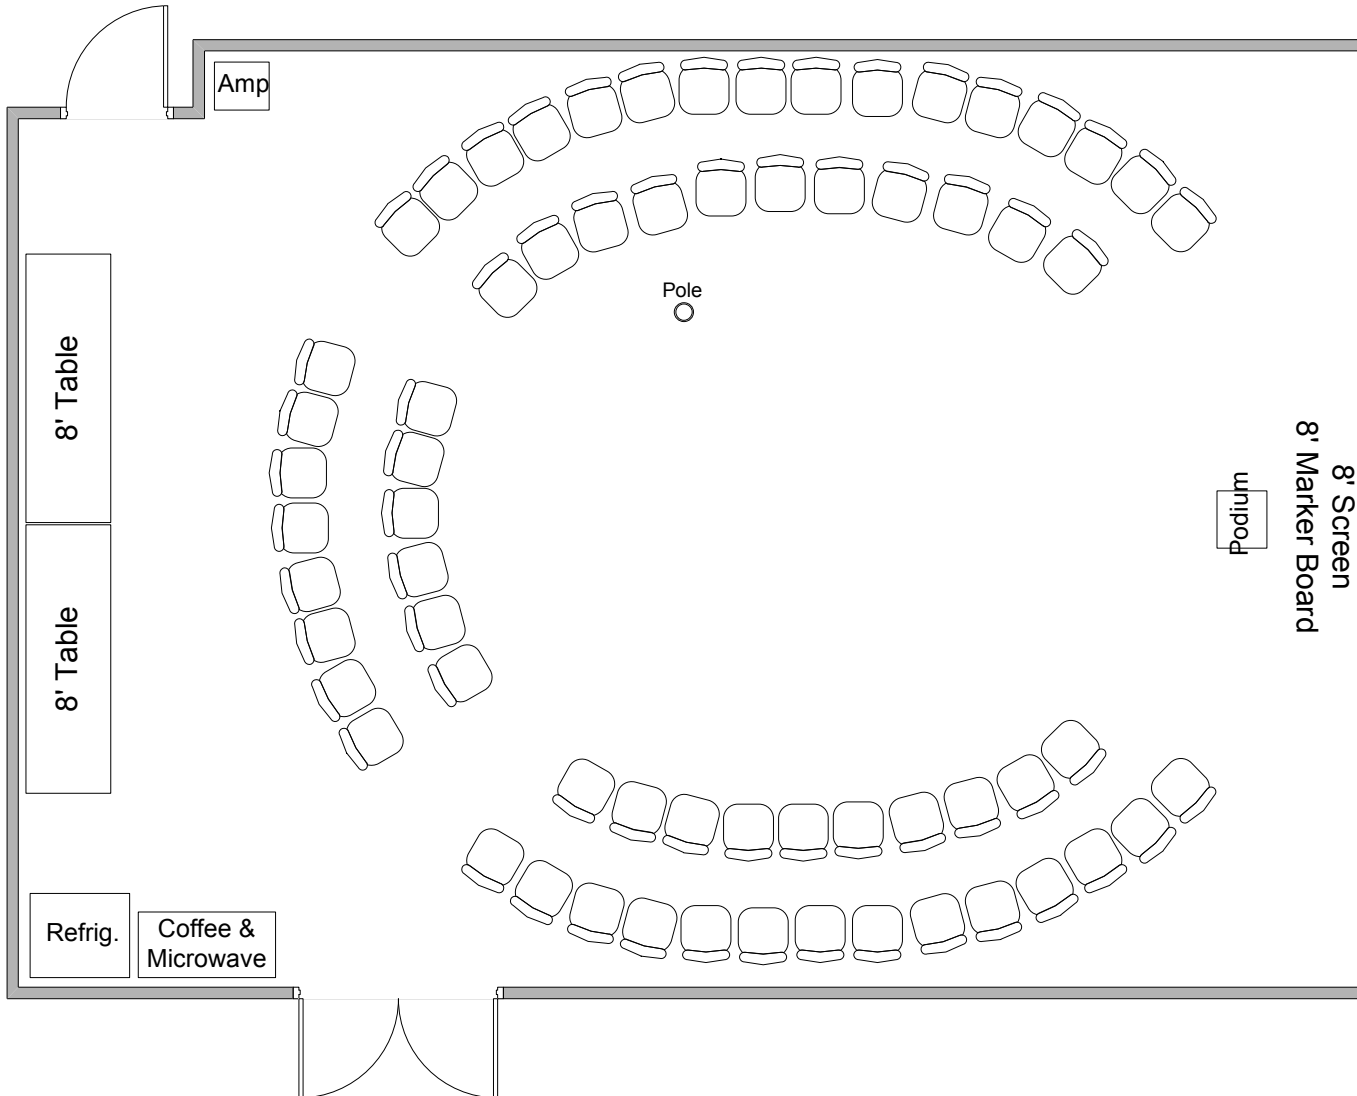 Amp
Pole
8' Table
8' Table
Podium
8' Marker Board
8' Screen
Refrig.
Coffee &
Microwave